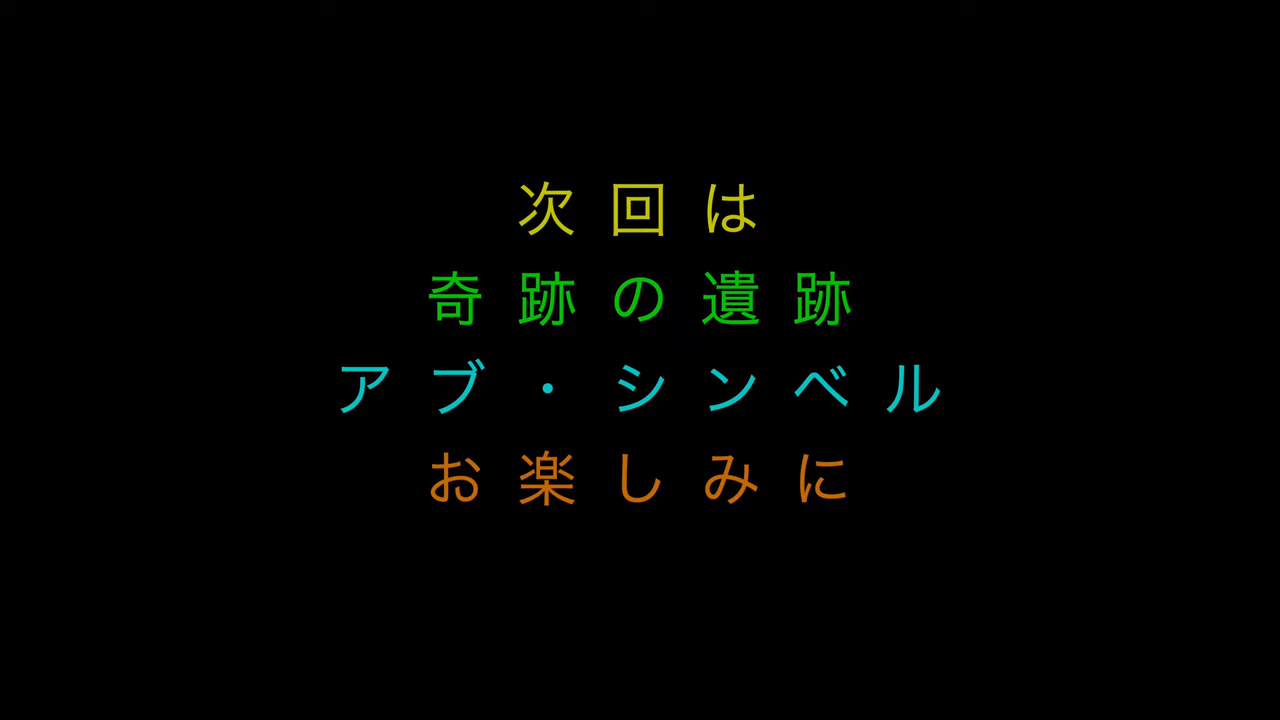 次回は
奇跡の遺跡
アブ・シンベル
お楽しみに